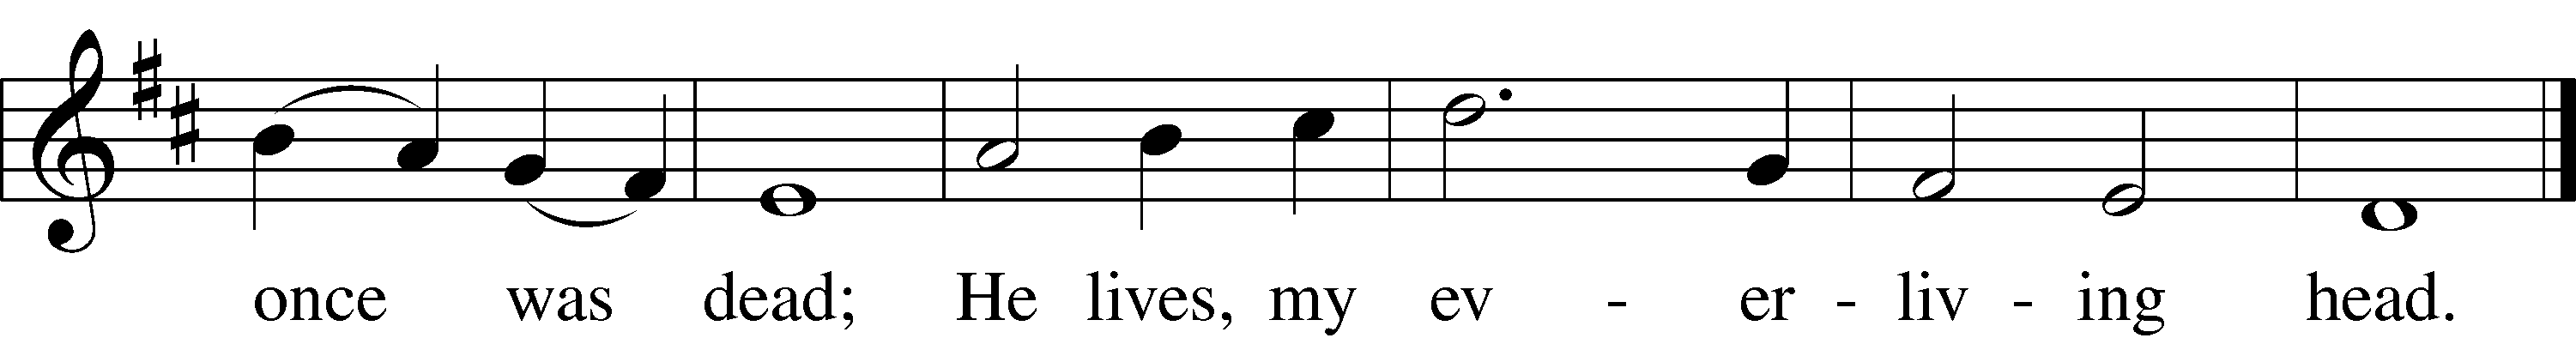 once was dead; He lives, my ev - er - liv - ing head.